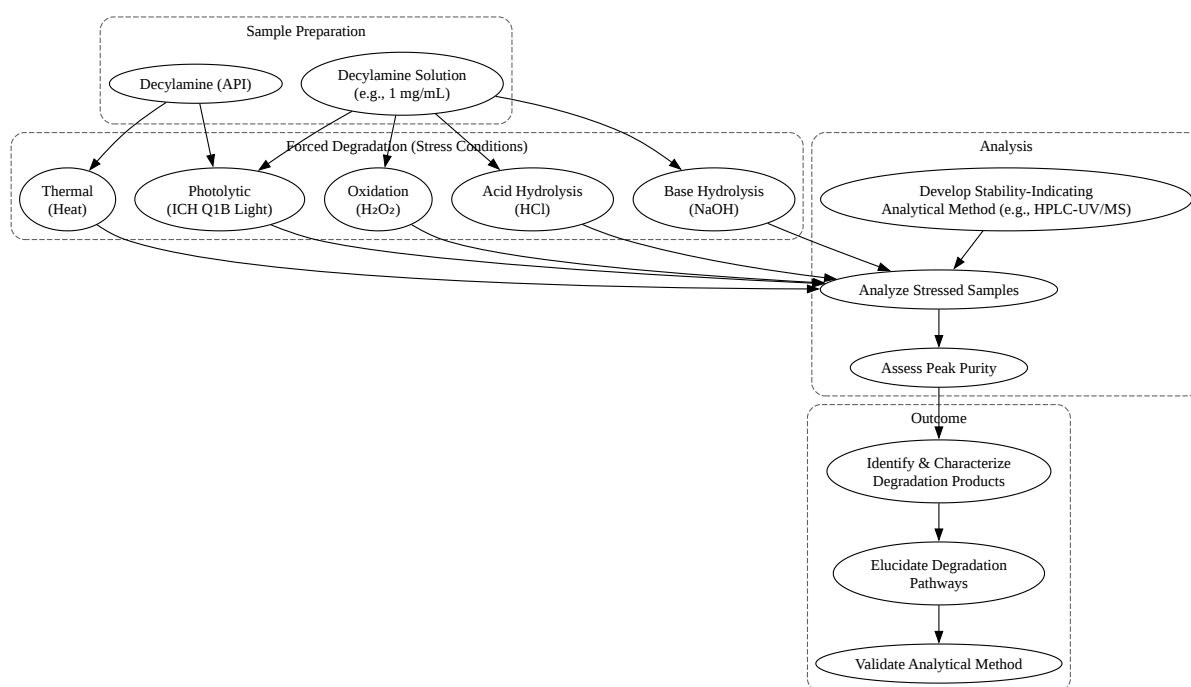 Sample Preparation
Decylamine (API)
Decylamine Solution
(e.g., 1 mg/mL)
Forced Degradation (Stress Conditions)
Thermal
(Heat)
Photolytic
(ICH Q1B Light)
Oxidation
(H₂O₂)
Acid Hydrolysis
(HCl)
Base Hydrolysis
(NaOH)
Analysis
Develop Stability-Indicating
Analytical Method (e.g., HPLC-UV/MS)
Analyze Stressed Samples
Assess Peak Purity
Outcome
Identify & Characterize
Degradation Products
Elucidate Degradation
Pathways
Validate Analytical Method